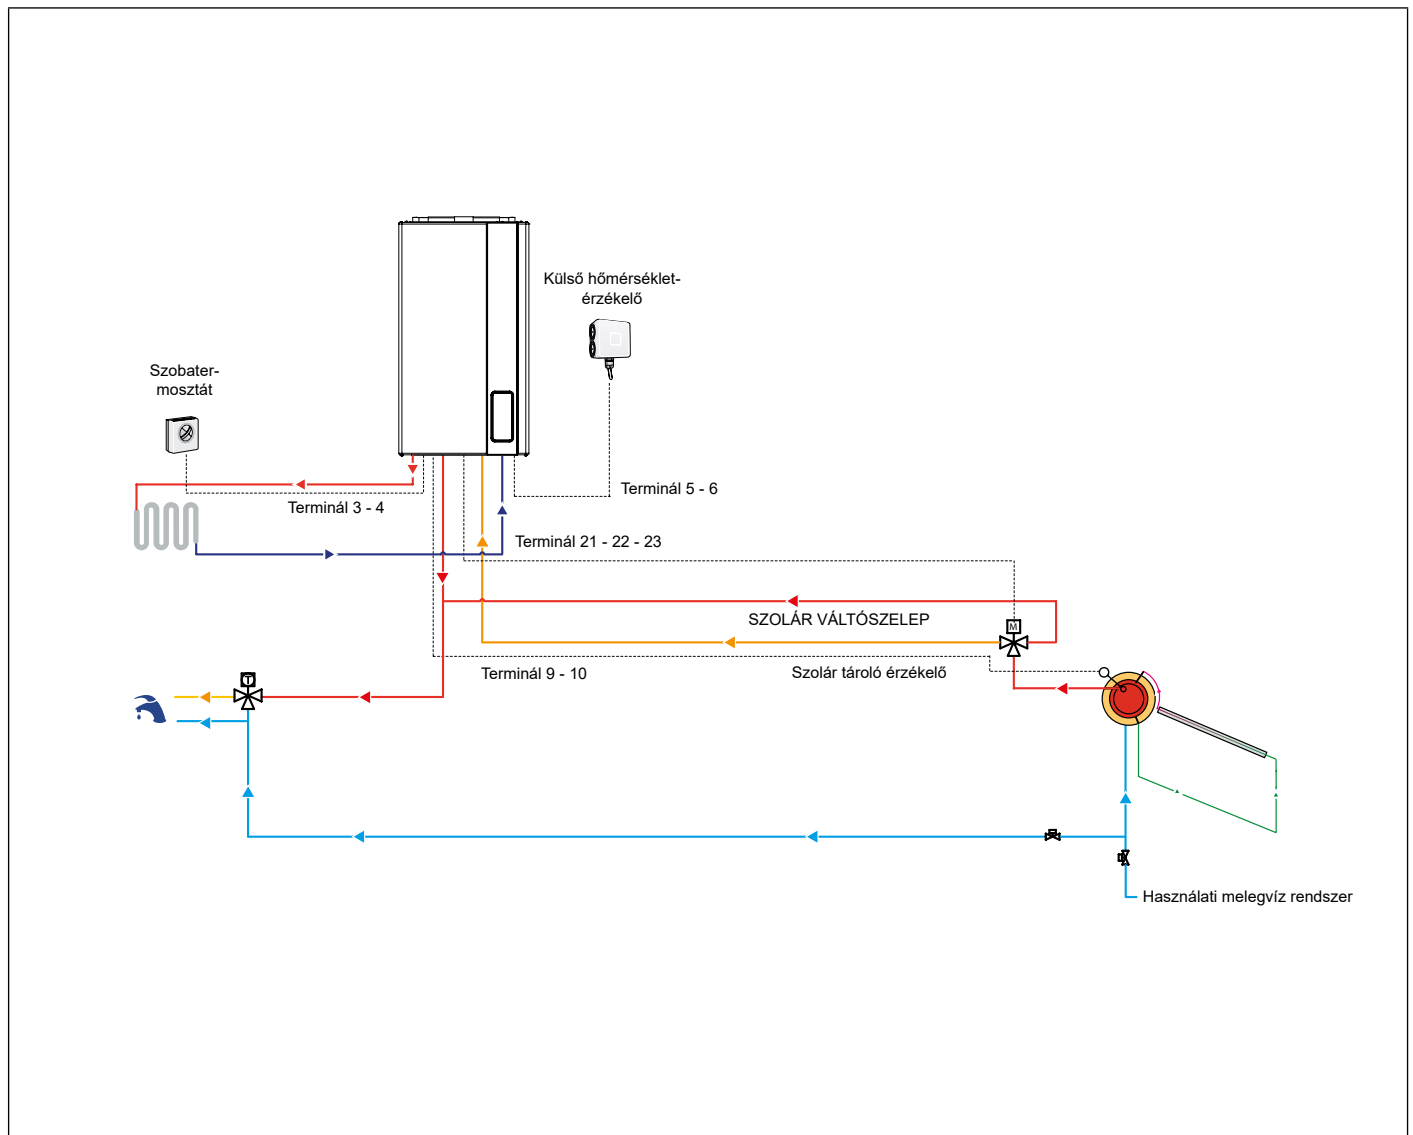 Külső hőmérséklet-
érzékelő
Szobater-
mosztát
Terminál 5 - 6
Terminál 3 - 4
Terminál 21 - 22 - 23
SZOLÁR VÁLTÓSZELEP
M
Terminál 9 - 10
Szolár tároló érzékelő
T
Használati melegvíz rendszer